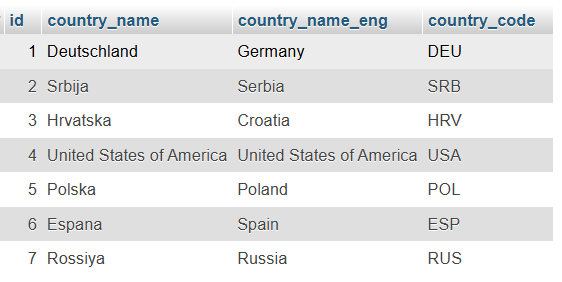 id country_name country_name_eng country_code
1 Deutschland Germany DEU
2 Srbija Serbia SRB
3 Hrvatska Croatia HRV
4 United States of America United States of America USA
5 Polska Poland POL
6 Espana Spain ESP
7 Rossiya Russia RUS